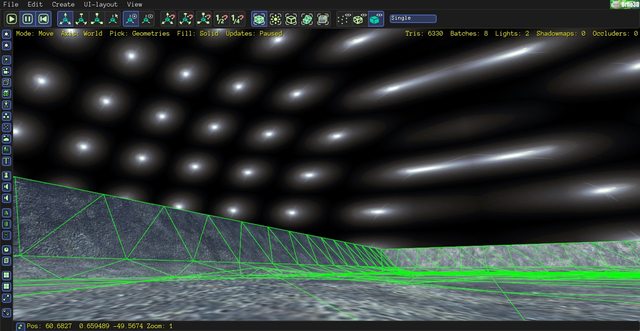 File Edit Create UI-layout View
Single
Mode: Move Axis: World Pick: Geometries Fill: Solid Updates: Paused Tris: 6330 Batches: 8 Lights: 2 Shadowmaps: 0 Occluders: 0
Pos: 60.6827 0.659489 -49.5674 Zoom: 1